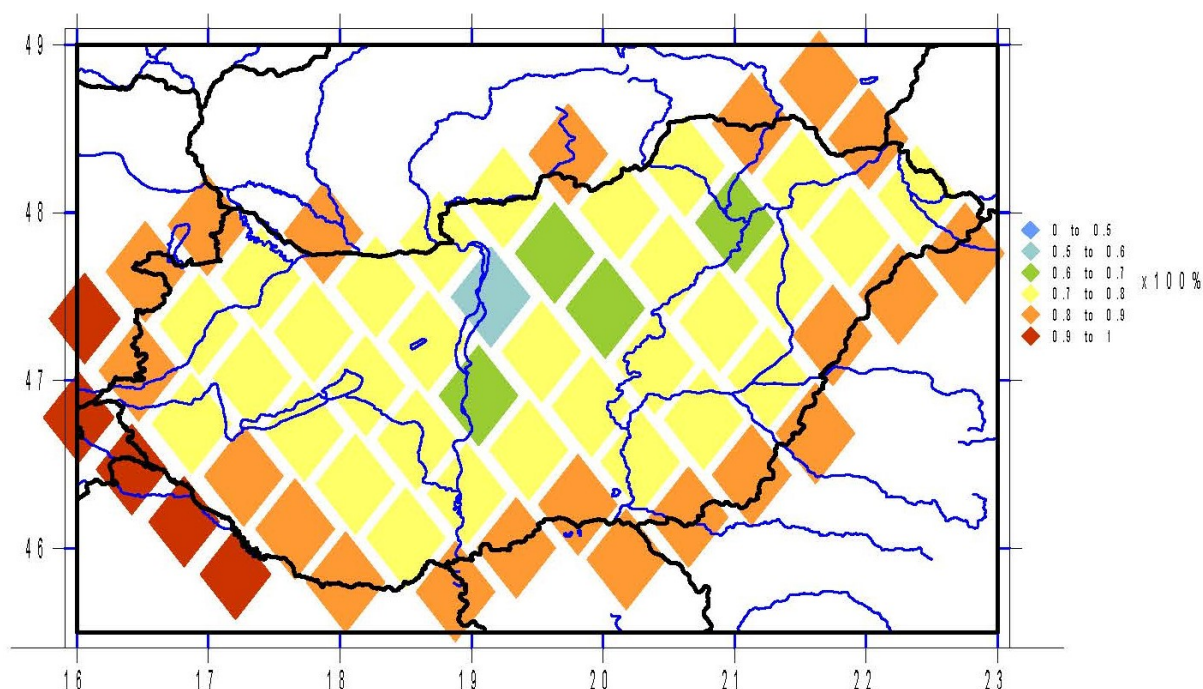 49
48
47
46
16 17 18 19 20 21 22 23
0 to 0.5
0.5 to 0.6
0.6 to 0.7
0.7 to 0.8
0.8 to 0.9
0.9 to 1
x100%